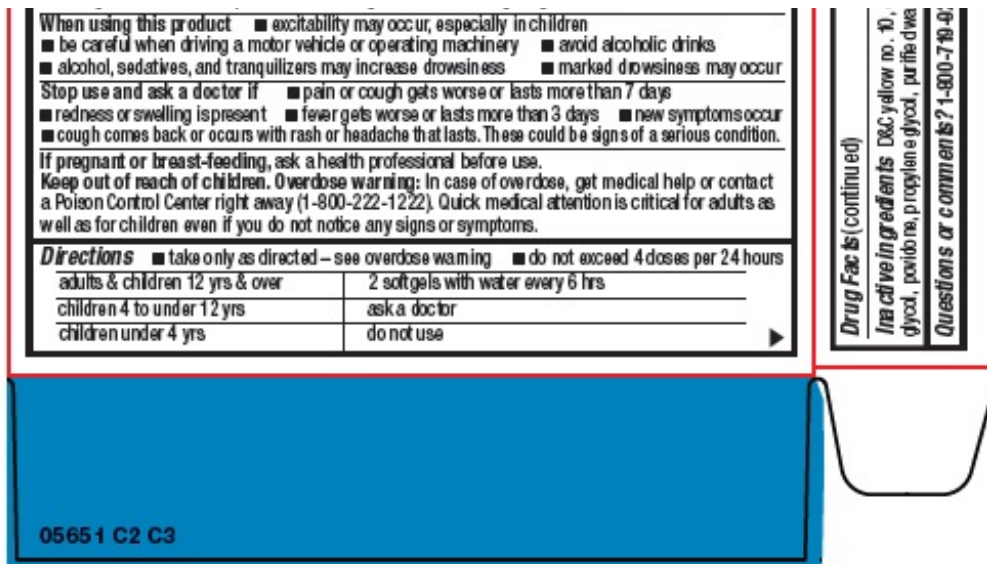 When using this product ■ excitability may occur, especially in children
■ be careful when driving a motor vehicle or operating machinery ■ avoid alcoholic drinks
■ alcohol, sedatives, and tranquilizers may increase drowsiness ■ marked drowsiness may occur
Stop use and ask a doctor if ■ pain or cough gets worse or lasts more than 7 days
■ redness or swelling is present ■ fever gets worse or lasts more than 3 days ■ new symptoms occur
■ cough comes back or occurs with rash or headache that lasts. These could be signs of a serious condition.
If pregnant or breast-feeding, ask a health professional before use.
Keep out of reach of children. Overdose warning: In case of overdose, get medical help or contact
a Poison Control Center right away (1-800-222-1222). Quick medical attention is critical for adults as
well as for children even if you do not notice any signs or symptoms.
Directions ■ take only as directed – see overdose warning ■ do not exceed 4 doses per 24 hours
adults & children 12 yrs & over 2 softgels with water every 6 hrs
children 4 to under 12 yrs ask a doctor
children under 4 yrs do not use
05651 C2 C3
Drug Facts (continued)
Inactive ingredients D&C yellow no. 10,
glycol, povidone, propylene glycol, purified
Questions or comments? 1-800-719-